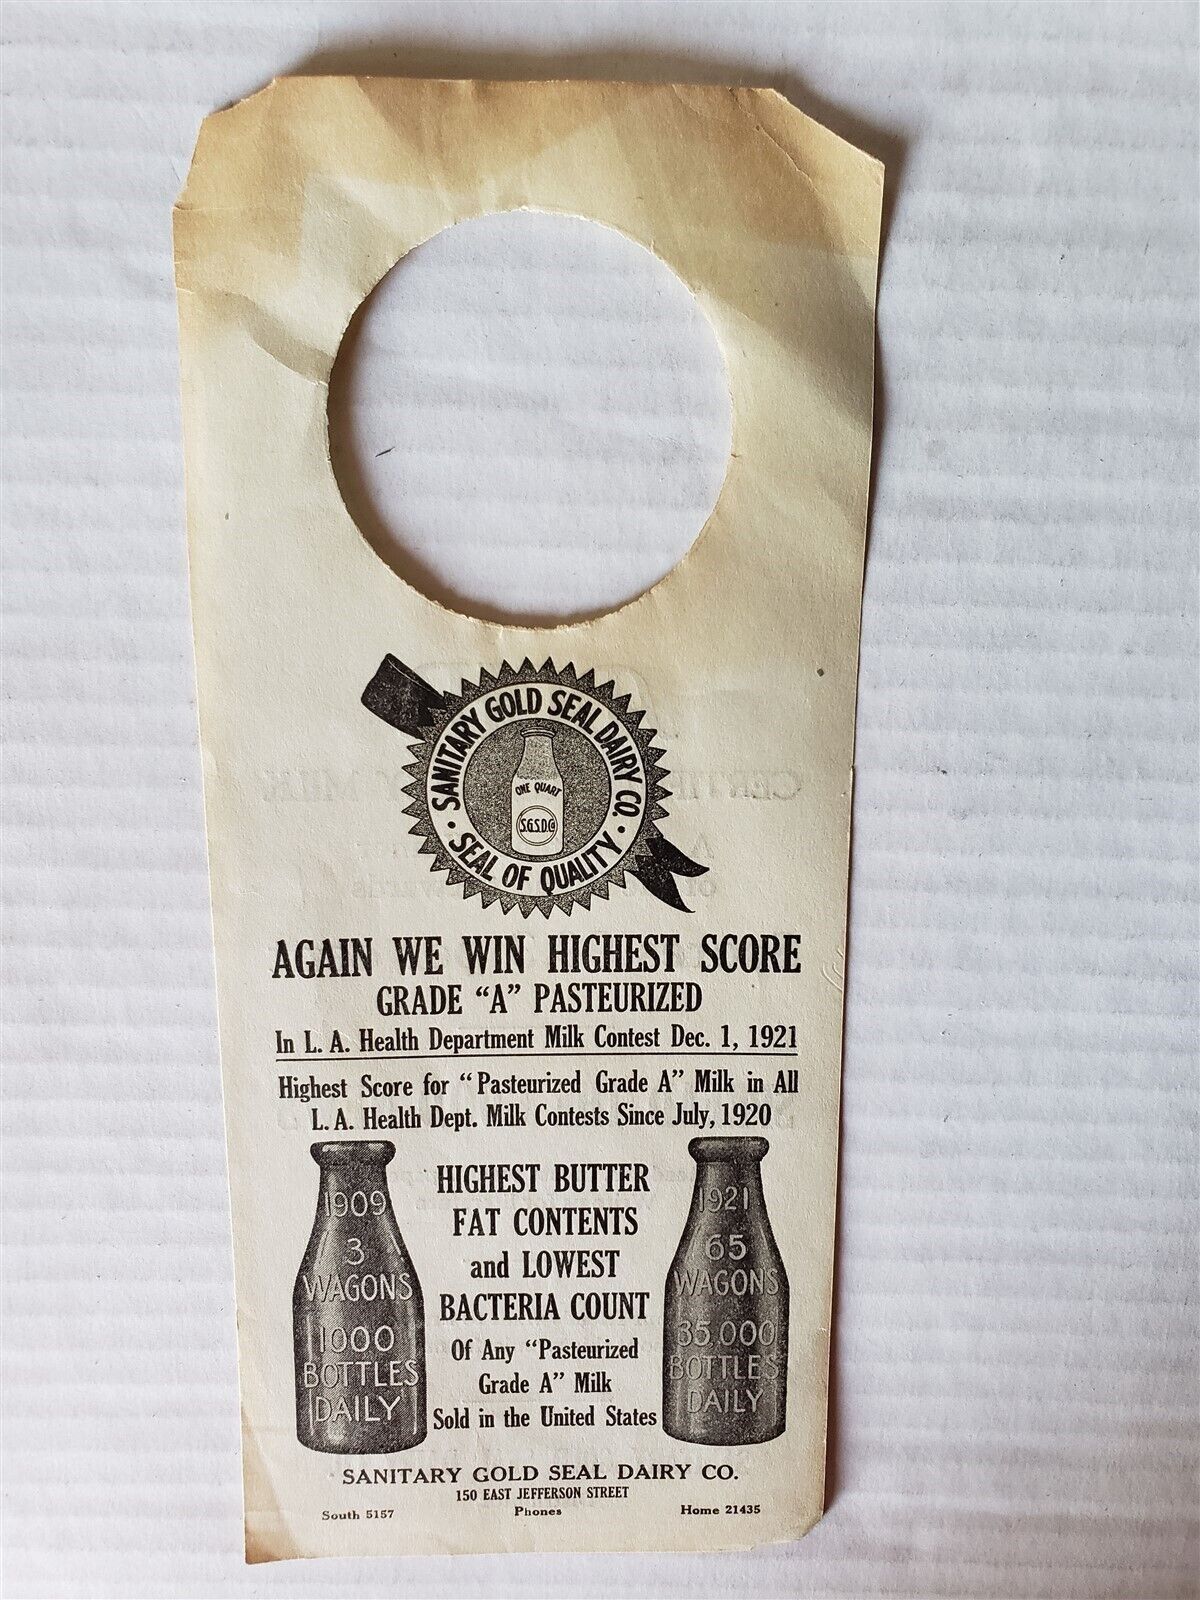 SANITARY GOLD SEAL DAIRY CO.
ONE QUART
S.G.S.D.Co
· SEAL OF QUALITY ·
AGAIN WE WIN HIGHEST SCORE
GRADE "A" PASTEURIZED
In L. A. Health Department Milk Contest Dec. 1, 1921
Highest Score for "Pasteurized Grade A" Milk in All
L. A. Health Dept. Milk Contests Since July, 1920
1909
3
WAGONS
1000
BOTTLES
DAILY
HIGHEST BUTTER
FAT CONTENTS
and LOWEST
BACTERIA COUNT
Of Any "Pasteurized
Grade A" Milk
Sold in the United States
1921
65
WAGONS
35,000
BOTTLES
DAILY
SANITARY GOLD SEAL DAIRY CO.
150 EAST JEFFERSON STREET
South 5157 Phones Home 21435